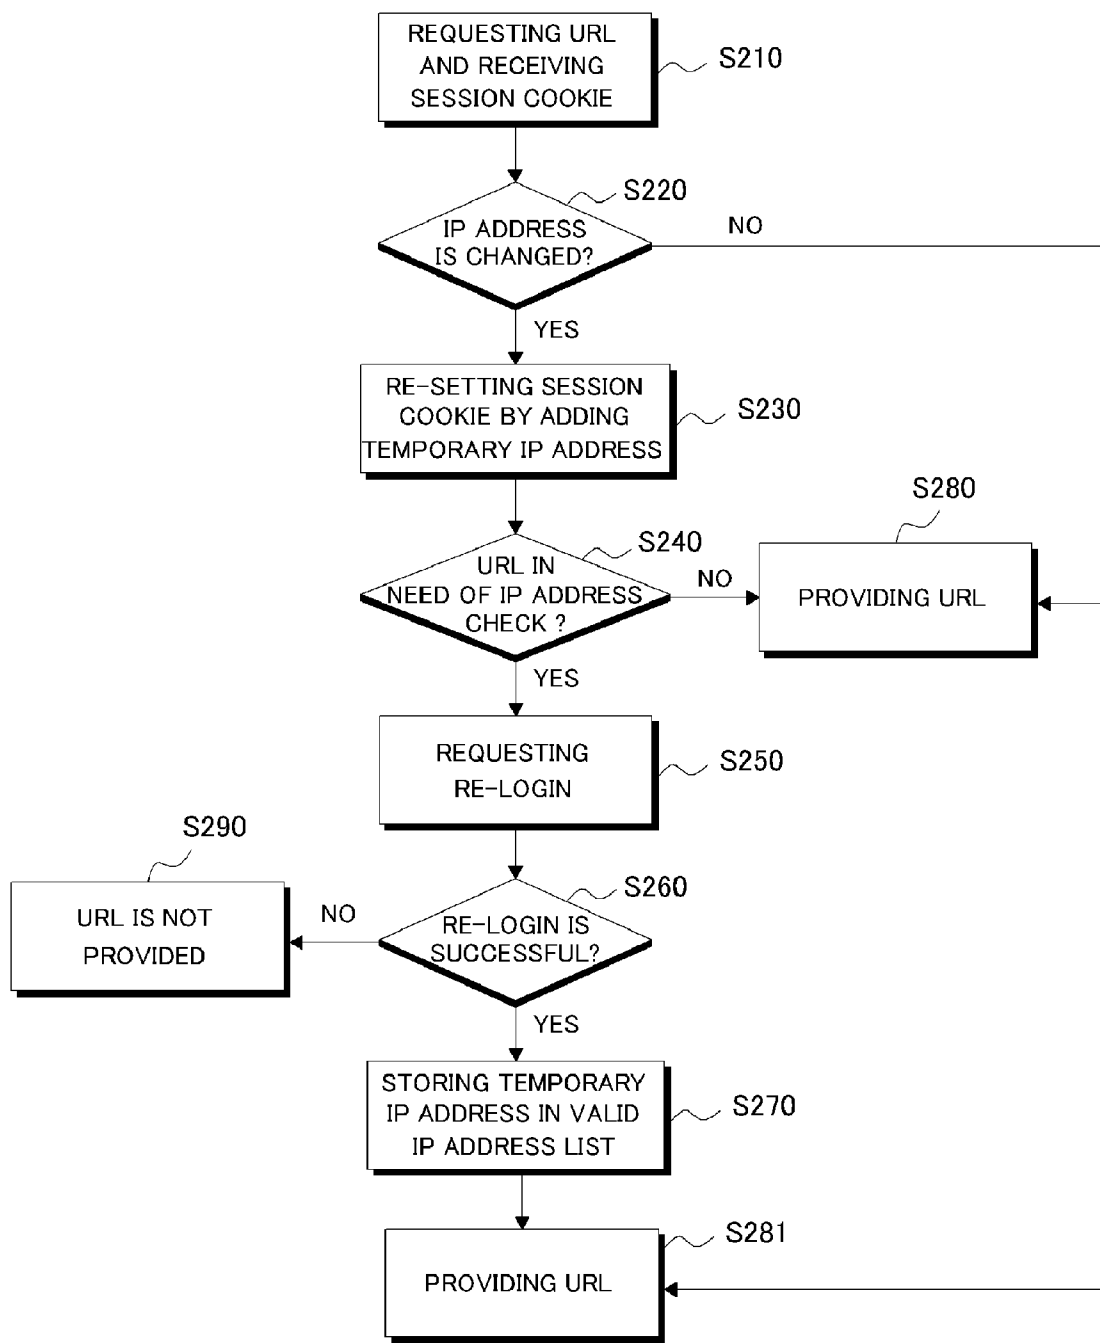 REQUESTING URL
AND RECEIVING
SESSION COOKIE
S210
S220
IP ADDRESS
IS CHANGED?
NO
YES
RE-SETTING SESSION
COOKIE BY ADDING
TEMPORARY IP ADDRESS
S230
S240
URL IN
NEED OF IP ADDRESS
CHECK ?
NO
S280
PROVIDING URL
YES
REQUESTING
RE-LOGIN
S250
S260
RE-LOGIN IS
SUCCESSFUL?
NO
S290
URL IS NOT
PROVIDED
YES
STORING TEMPORARY
IP ADDRESS IN VALID
IP ADDRESS LIST
S270
S281
PROVIDING URL